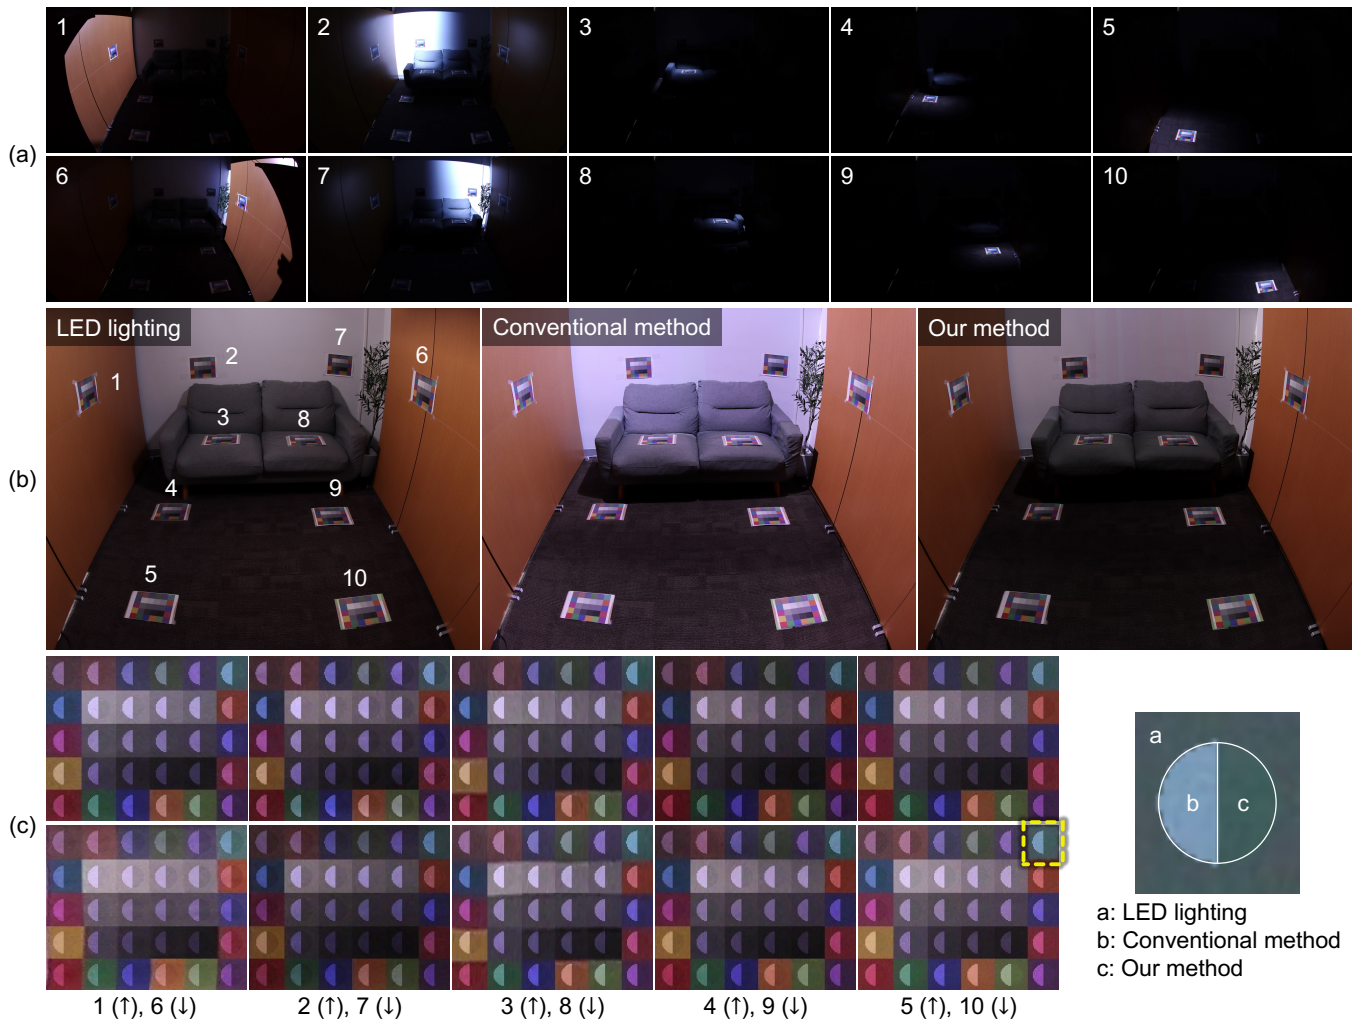 1 2 3 4 5
(a)
6 7 8 9 10
LED lighting Conventional method Our method
7
2 6
1
3 8
(b)
4 9
5 10
a
b c
(c)
a: LED lighting
b: Conventional method
c: Our method
1 (↑), 6 (↓) 2 (↑), 7 (↓) 3 (↑), 8 (↓) 4 (↑), 9 (↓) 5 (↑), 10 (↓)